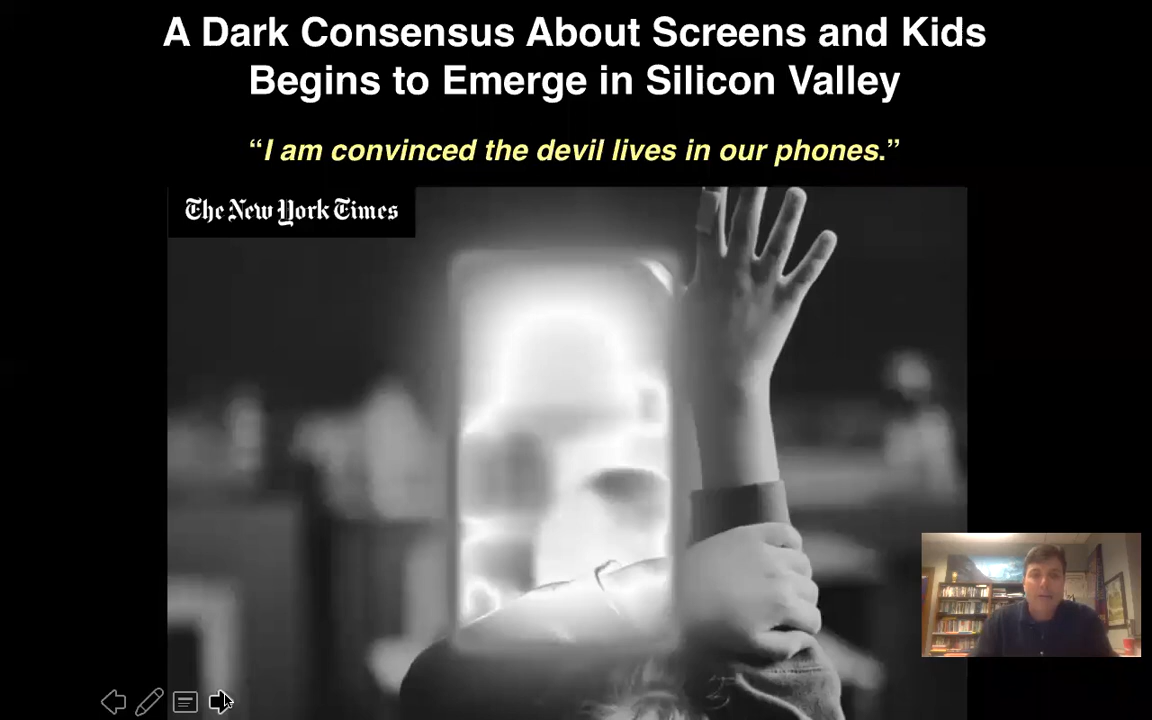 A Dark Consensus About Screens and Kids
Begins to Emerge in Silicon Valley
“I am convinced the devil lives in our phones.”
The New York Times